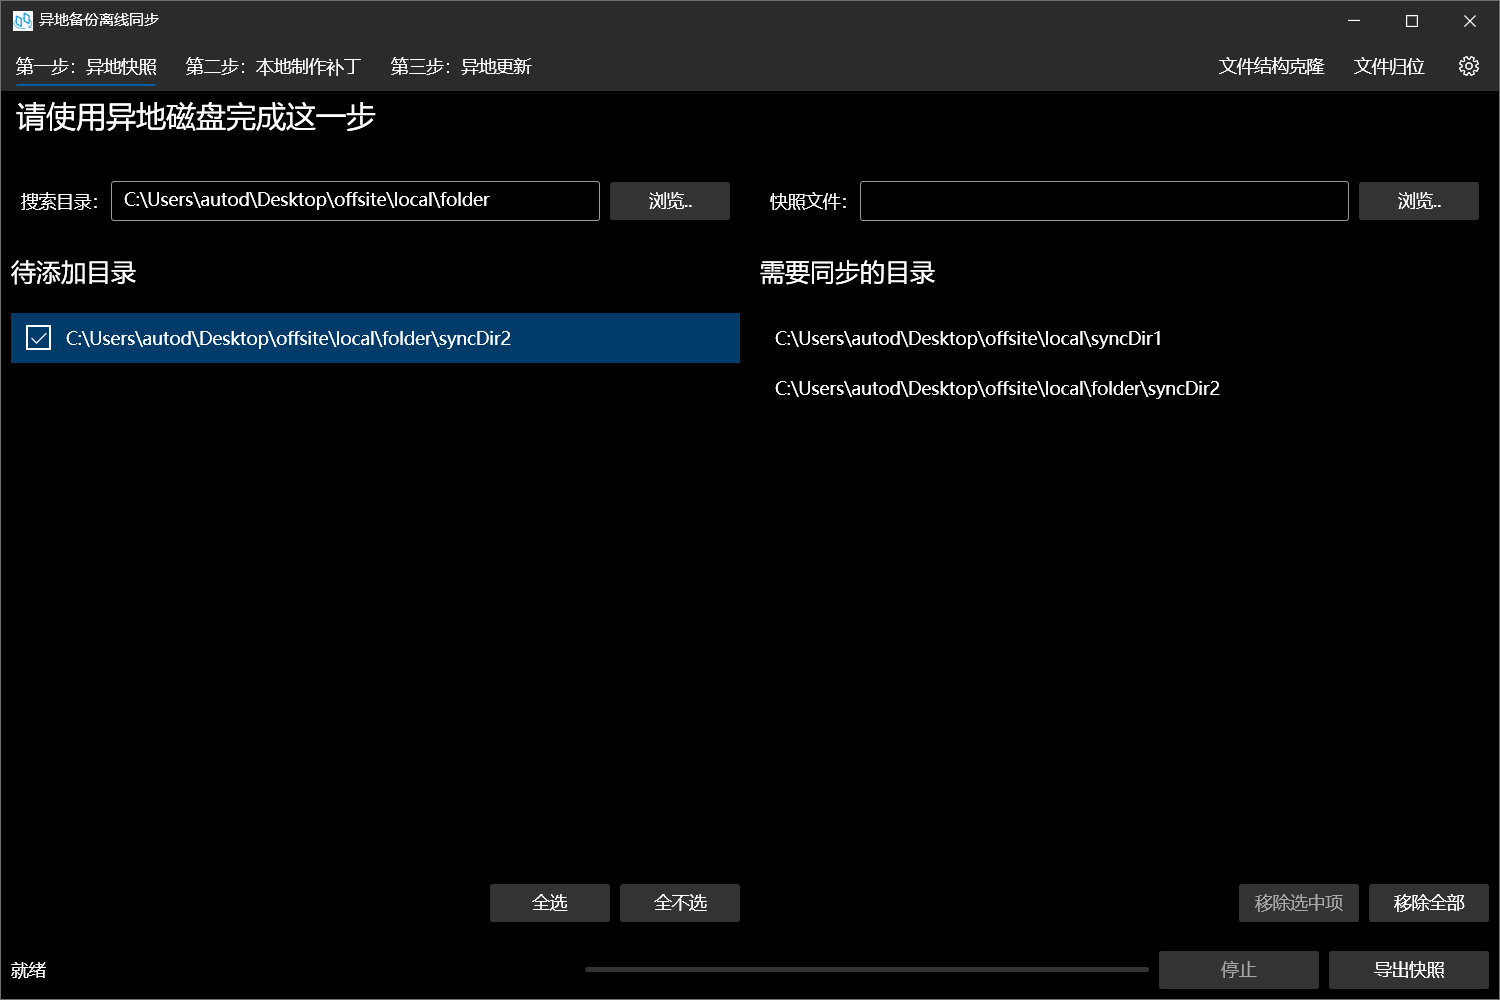 异地备份离线同步
第一步：异地快照 第二步：本地制作补丁 第三步：异地更新 文件结构克隆 文件归位
请使用异地磁盘完成这一步
搜索目录： C:\Users\autod\Desktop\offsite\local\folder 浏览.. 快照文件： 浏览..
待添加目录 需要同步的目录
C:\Users\autod\Desktop\offsite\local\folder\syncDir2 C:\Users\autod\Desktop\offsite\local\syncDir1
C:\Users\autod\Desktop\offsite\local\folder\syncDir2
全选 全不选 移除选中项 移除全部
就绪 停止 导出快照